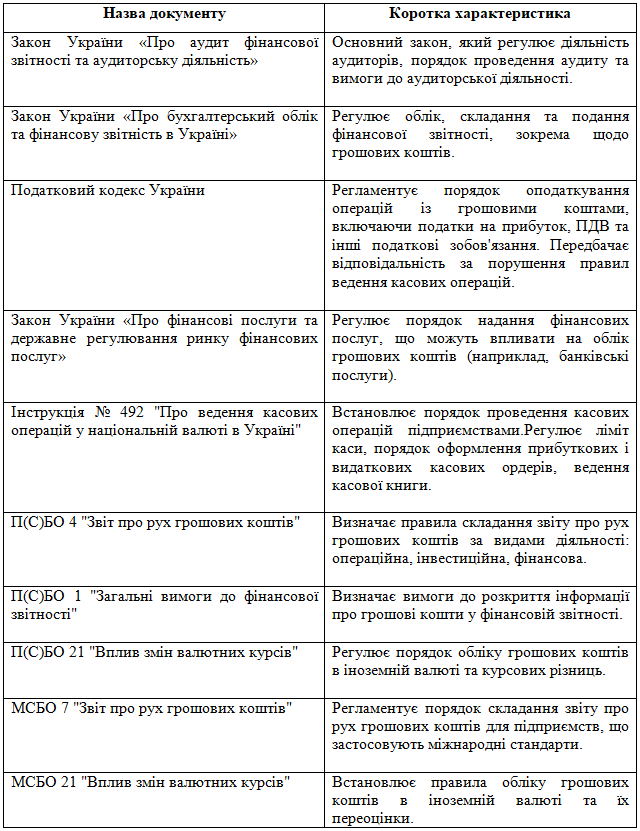 Назва документу
Коротка характеристика
Закон України «Про аудит фінансової
звітності та аудиторську діяльність»
Основний закон, який регулює діяльність
аудиторів, порядок проведення аудиту та
вимоги до аудиторської діяльності.
Закон України «Про бухгалтерський облік
та фінансову звітність в Україні»
Регулює облік, складання та подання
фінансової звітності, зокрема щодо
грошових коштів.
Податковий кодекс України
Регламентує порядок оподаткування
операцій із грошовими коштами,
включаючи податки на прибуток, ПДВ та
інші податкові зобов'язання. Передбачає
відповідальність за порушення правил
ведення касових операцій.
Закон України «Про фінансові послуги та
державне регулювання ринку фінансових
послуг»
Регулює порядок надання фінансових
послуг, що можуть впливати на облік
грошових коштів (наприклад, банківські
послуги).
Інструкція № 492 "Про ведення касових
операцій у національній валюті в Україні"
Встановлює порядок проведення касових
операцій підприємствами.Регулює ліміт
каси, порядок оформлення прибуткових і
видаткових касових ордерів, ведення
касової книги.
П(С)БО 4 "Звіт про рух грошових коштів"
Визначає правила складання звіту про рух
грошових коштів за видами діяльності:
операційна, інвестиційна, фінансова.
П(С)БО 1 "Загальні вимоги до фінансової
звітності"
Визначає вимоги до розкриття інформації
про грошові кошти у фінансовій звітності.
П(С)БО 21 "Вплив змін валютних курсів"
Регулює порядок обліку грошових коштів
в іноземній валюті та курсових різниць.
МСБО 7 "Звіт про рух грошових коштів"
Регламентує порядок складання звіту про
рух грошових коштів для підприємств, що
застосовують міжнародні стандарти.
МСБО 21 "Вплив змін валютних курсів"
Встановлює правила обліку грошових
коштів в іноземній валюті та їх
переоцінки.